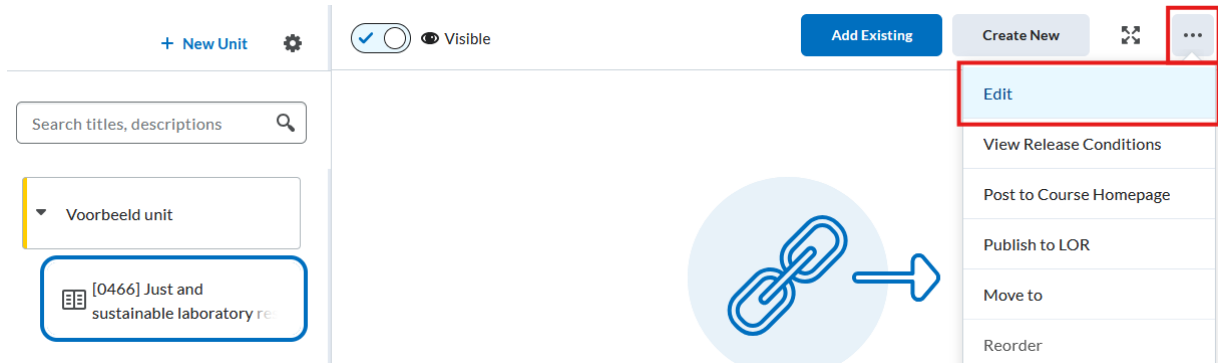 + New Unit
Visible
Add Existing
Create New
Edit
Search titles, descriptions
View Release Conditions
Post to Course Homepage
Voorbeeld unit
Publish to LOR
[0466] Just and
sustainable laboratory re
Move to
Reorder